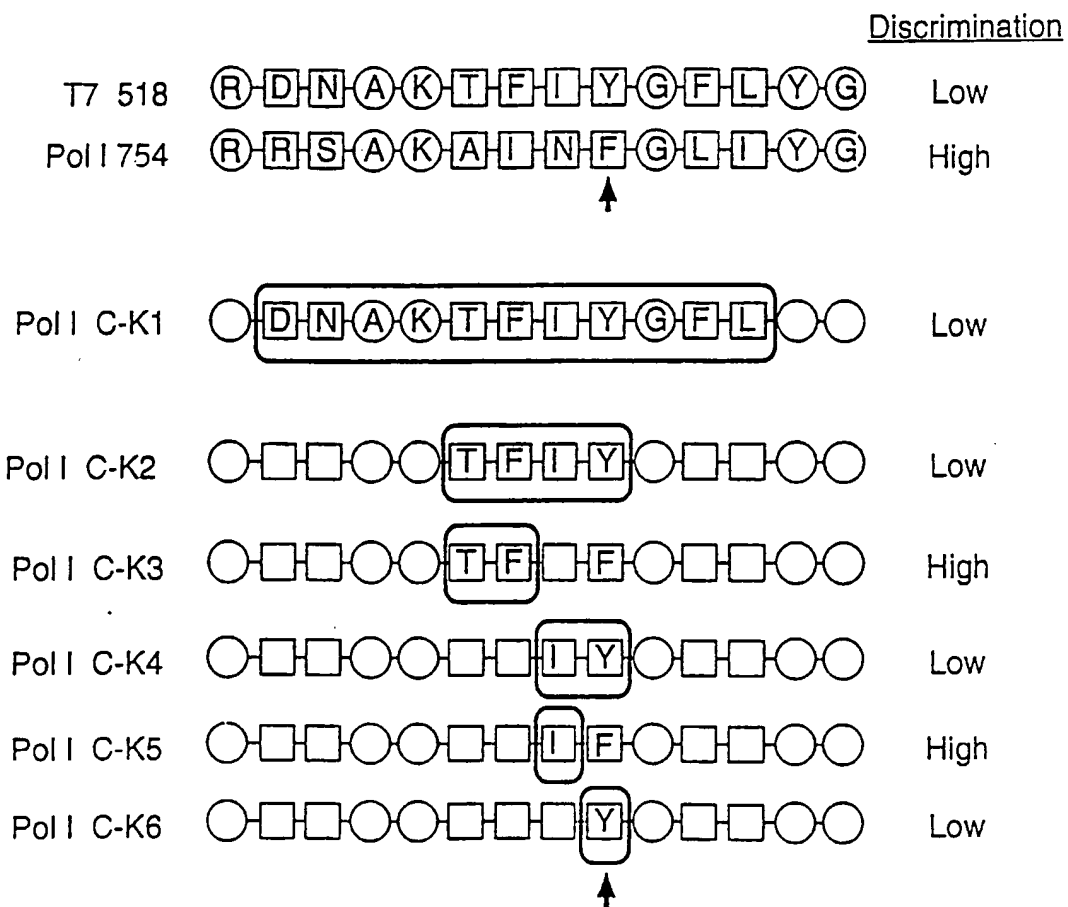 Discrimination
T7 518 R D N A K T F I Y G F L Y G Low
Pol I 754 R R S A K A I N F G L I Y G High
Pol I C-K1 D N A K T F I Y G F L Low
Pol I C-K2 T F I Y Low
Pol I C-K3 T F F High
Pol I C-K4 I Y Low
Pol I C-K5 I F High
Pol I C-K6 Y Low